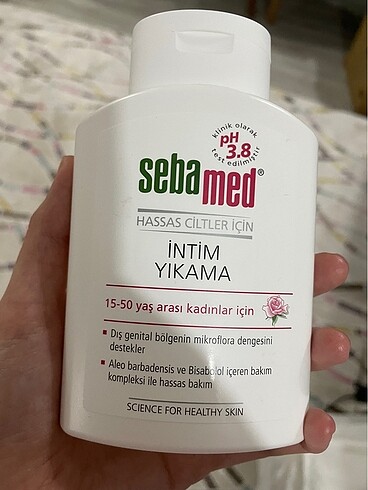 klinik olarak
pH
3.8
test edilmiştir
sebamed®
HASSAS CİLTLER İÇİN
İNTİM
YIKAMA
15-50 yaş arası kadınlar için
▪ Dış genital bölgenin mikroflora dengesini
destekler
▪ Aleo barbadensis ve Bisabolol içeren bakım
kompleksi ile hassas bakım
SCIENCE FOR HEALTHY SKIN